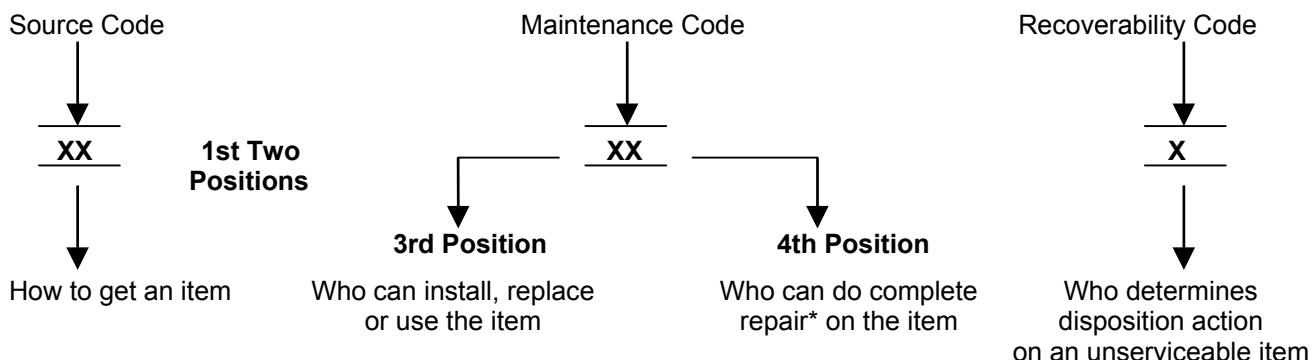 Source Code
Maintenance Code
Recoverability Code
XX
1st Two
Positions
XX
X
3rd Position
4th Position
How to get an item
Who can install, replace
or use the item
Who can do complete
repair* on the item
Who determines
disposition action
on an unserviceable item